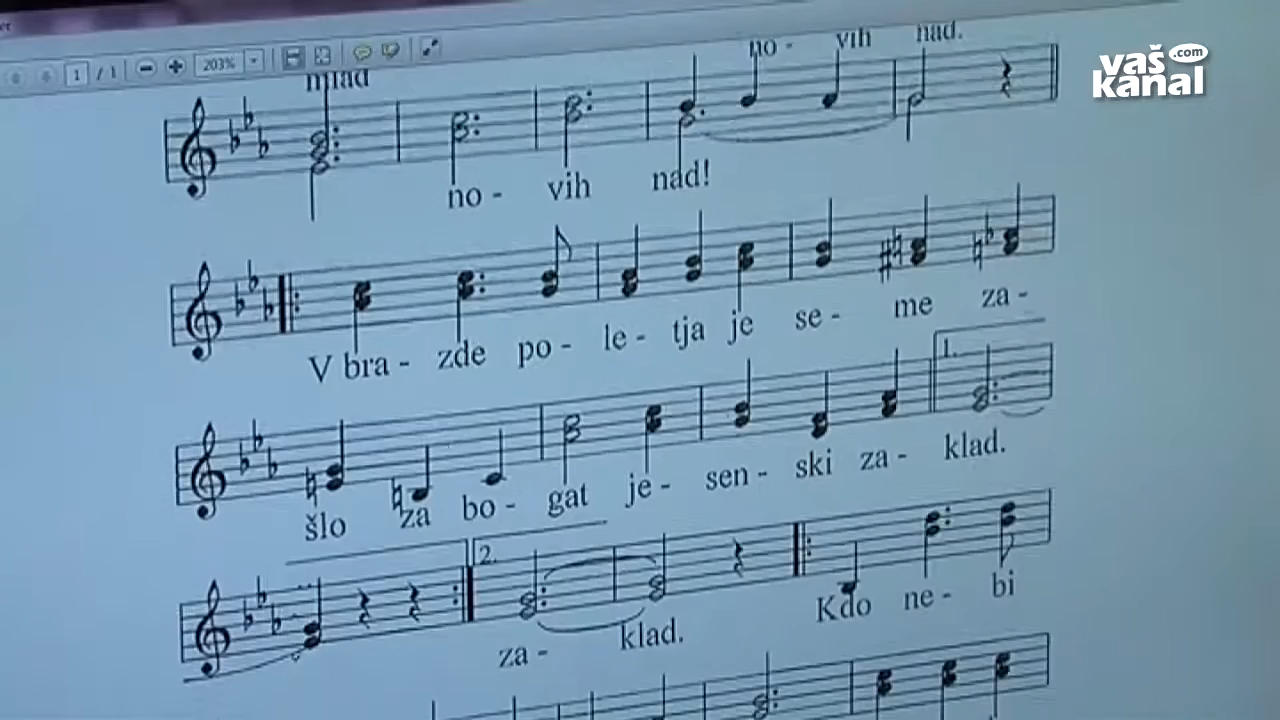 1 / 1 203%
vaš
kanal
.com
no - vih nad.
mlad
no - vih nad!
V bra - zde po - le - tja je se - me za -
1.
šlo za bo - gat je - sen - ski za - klad.
2.
za - klad.
Kdo ne - bi